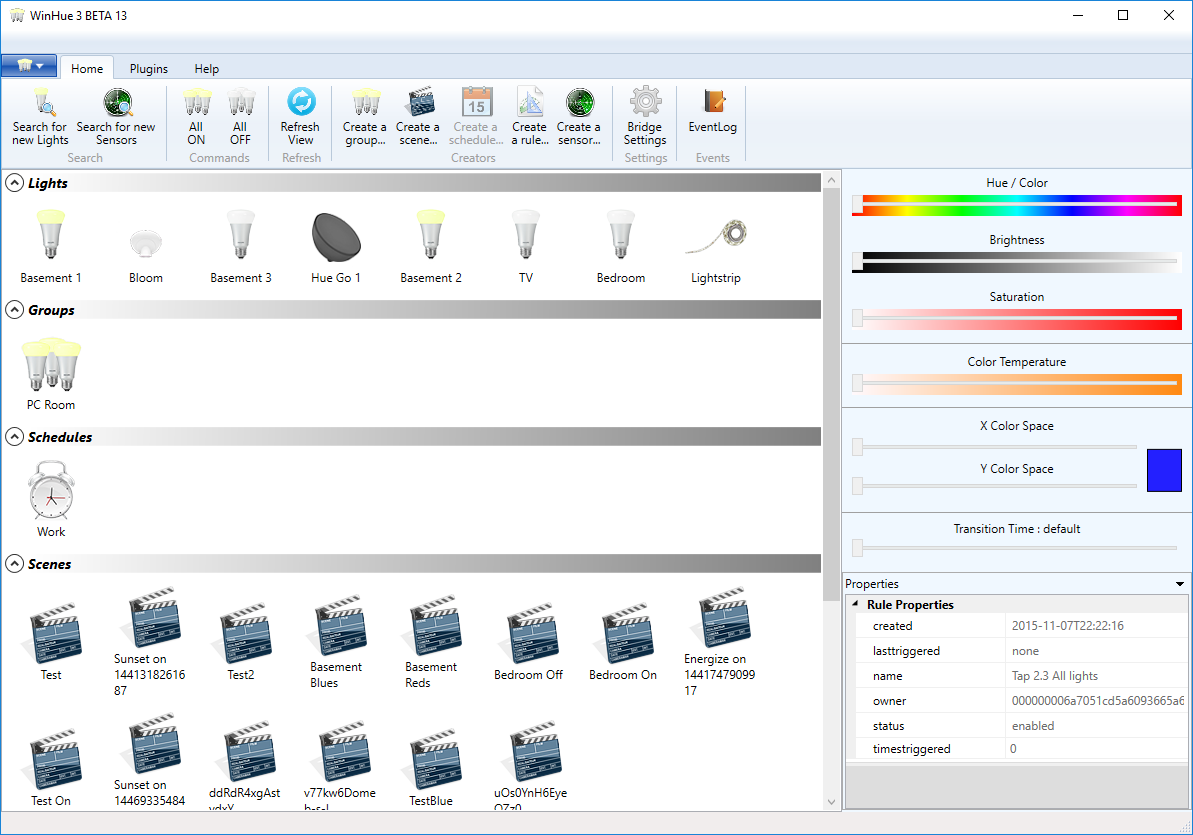 WinHue 3 BETA 13
Home Plugins Help
Search for new Lights
Search for new Sensors
All ON
All OFF
Refresh View
Create a group...
Create a scene...
Create a schedule...
15
Create a rule...
Create a sensor...
Bridge Settings
EventLog
Search Commands Refresh Creators Settings Events
Lights
Basement 1 Bloom Basement 3 Hue Go 1 Basement 2 TV Bedroom Lightstrip
Groups
PC Room
Schedules
Work
Scenes
Test
Sunset on
14413182616
87
Test2
Basement
Blues
Basement
Reds
Bedroom Off
Bedroom On
Energize on
14417479099
17
Test On
Sunset on
14469335484
ddRdR4xgAst
v77kw6Dome
TestBlue
uOs0YnH6Eye
Hue / Color
Brightness
Saturation
Color Temperature
X Color Space
Y Color Space
Transition Time : default
Properties
Rule Properties
created 2015-11-07T22:22:16
lasttriggered none
name Tap 2.3 All lights
owner 000000006a7051cd5a6093665a6
status enabled
timestriggered 0